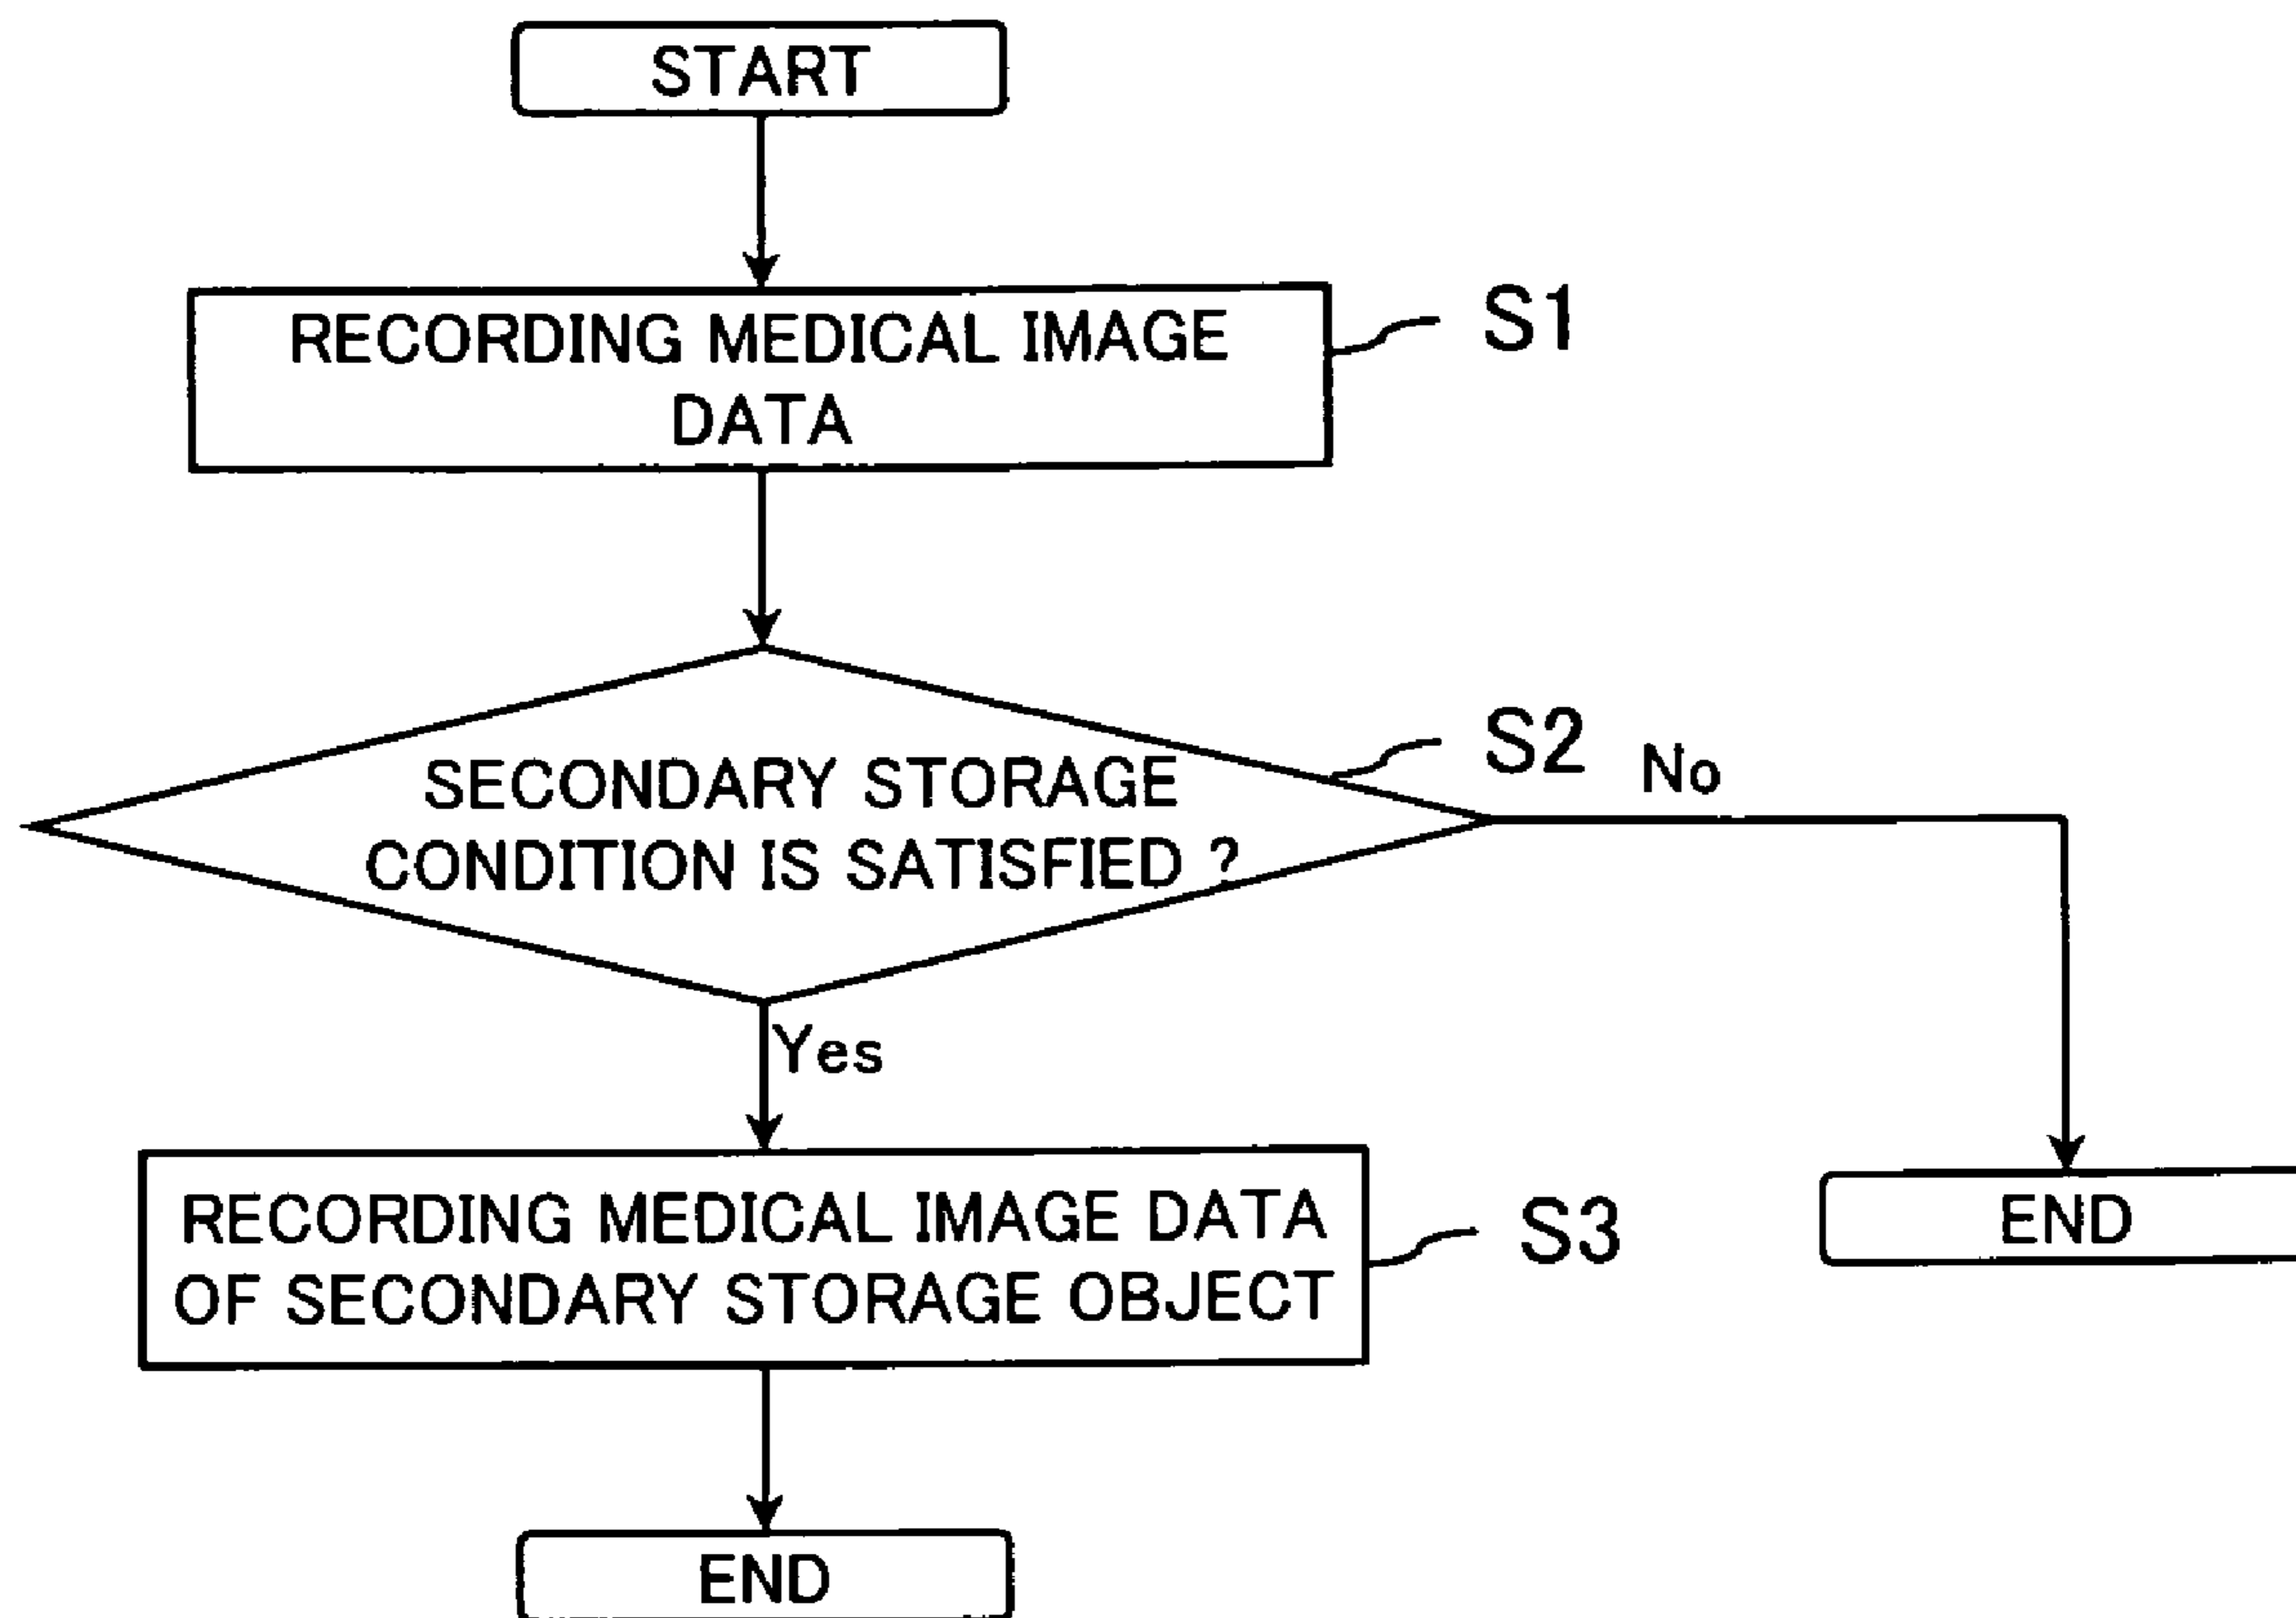 START
RECORDING MEDICAL IMAGE
DATA
S1
SECONDARY STORAGE
CONDITION IS SATISFIED ?
S2
No
Yes
RECORDING MEDICAL IMAGE DATA
OF SECONDARY STORAGE OBJECT
S3
END
END